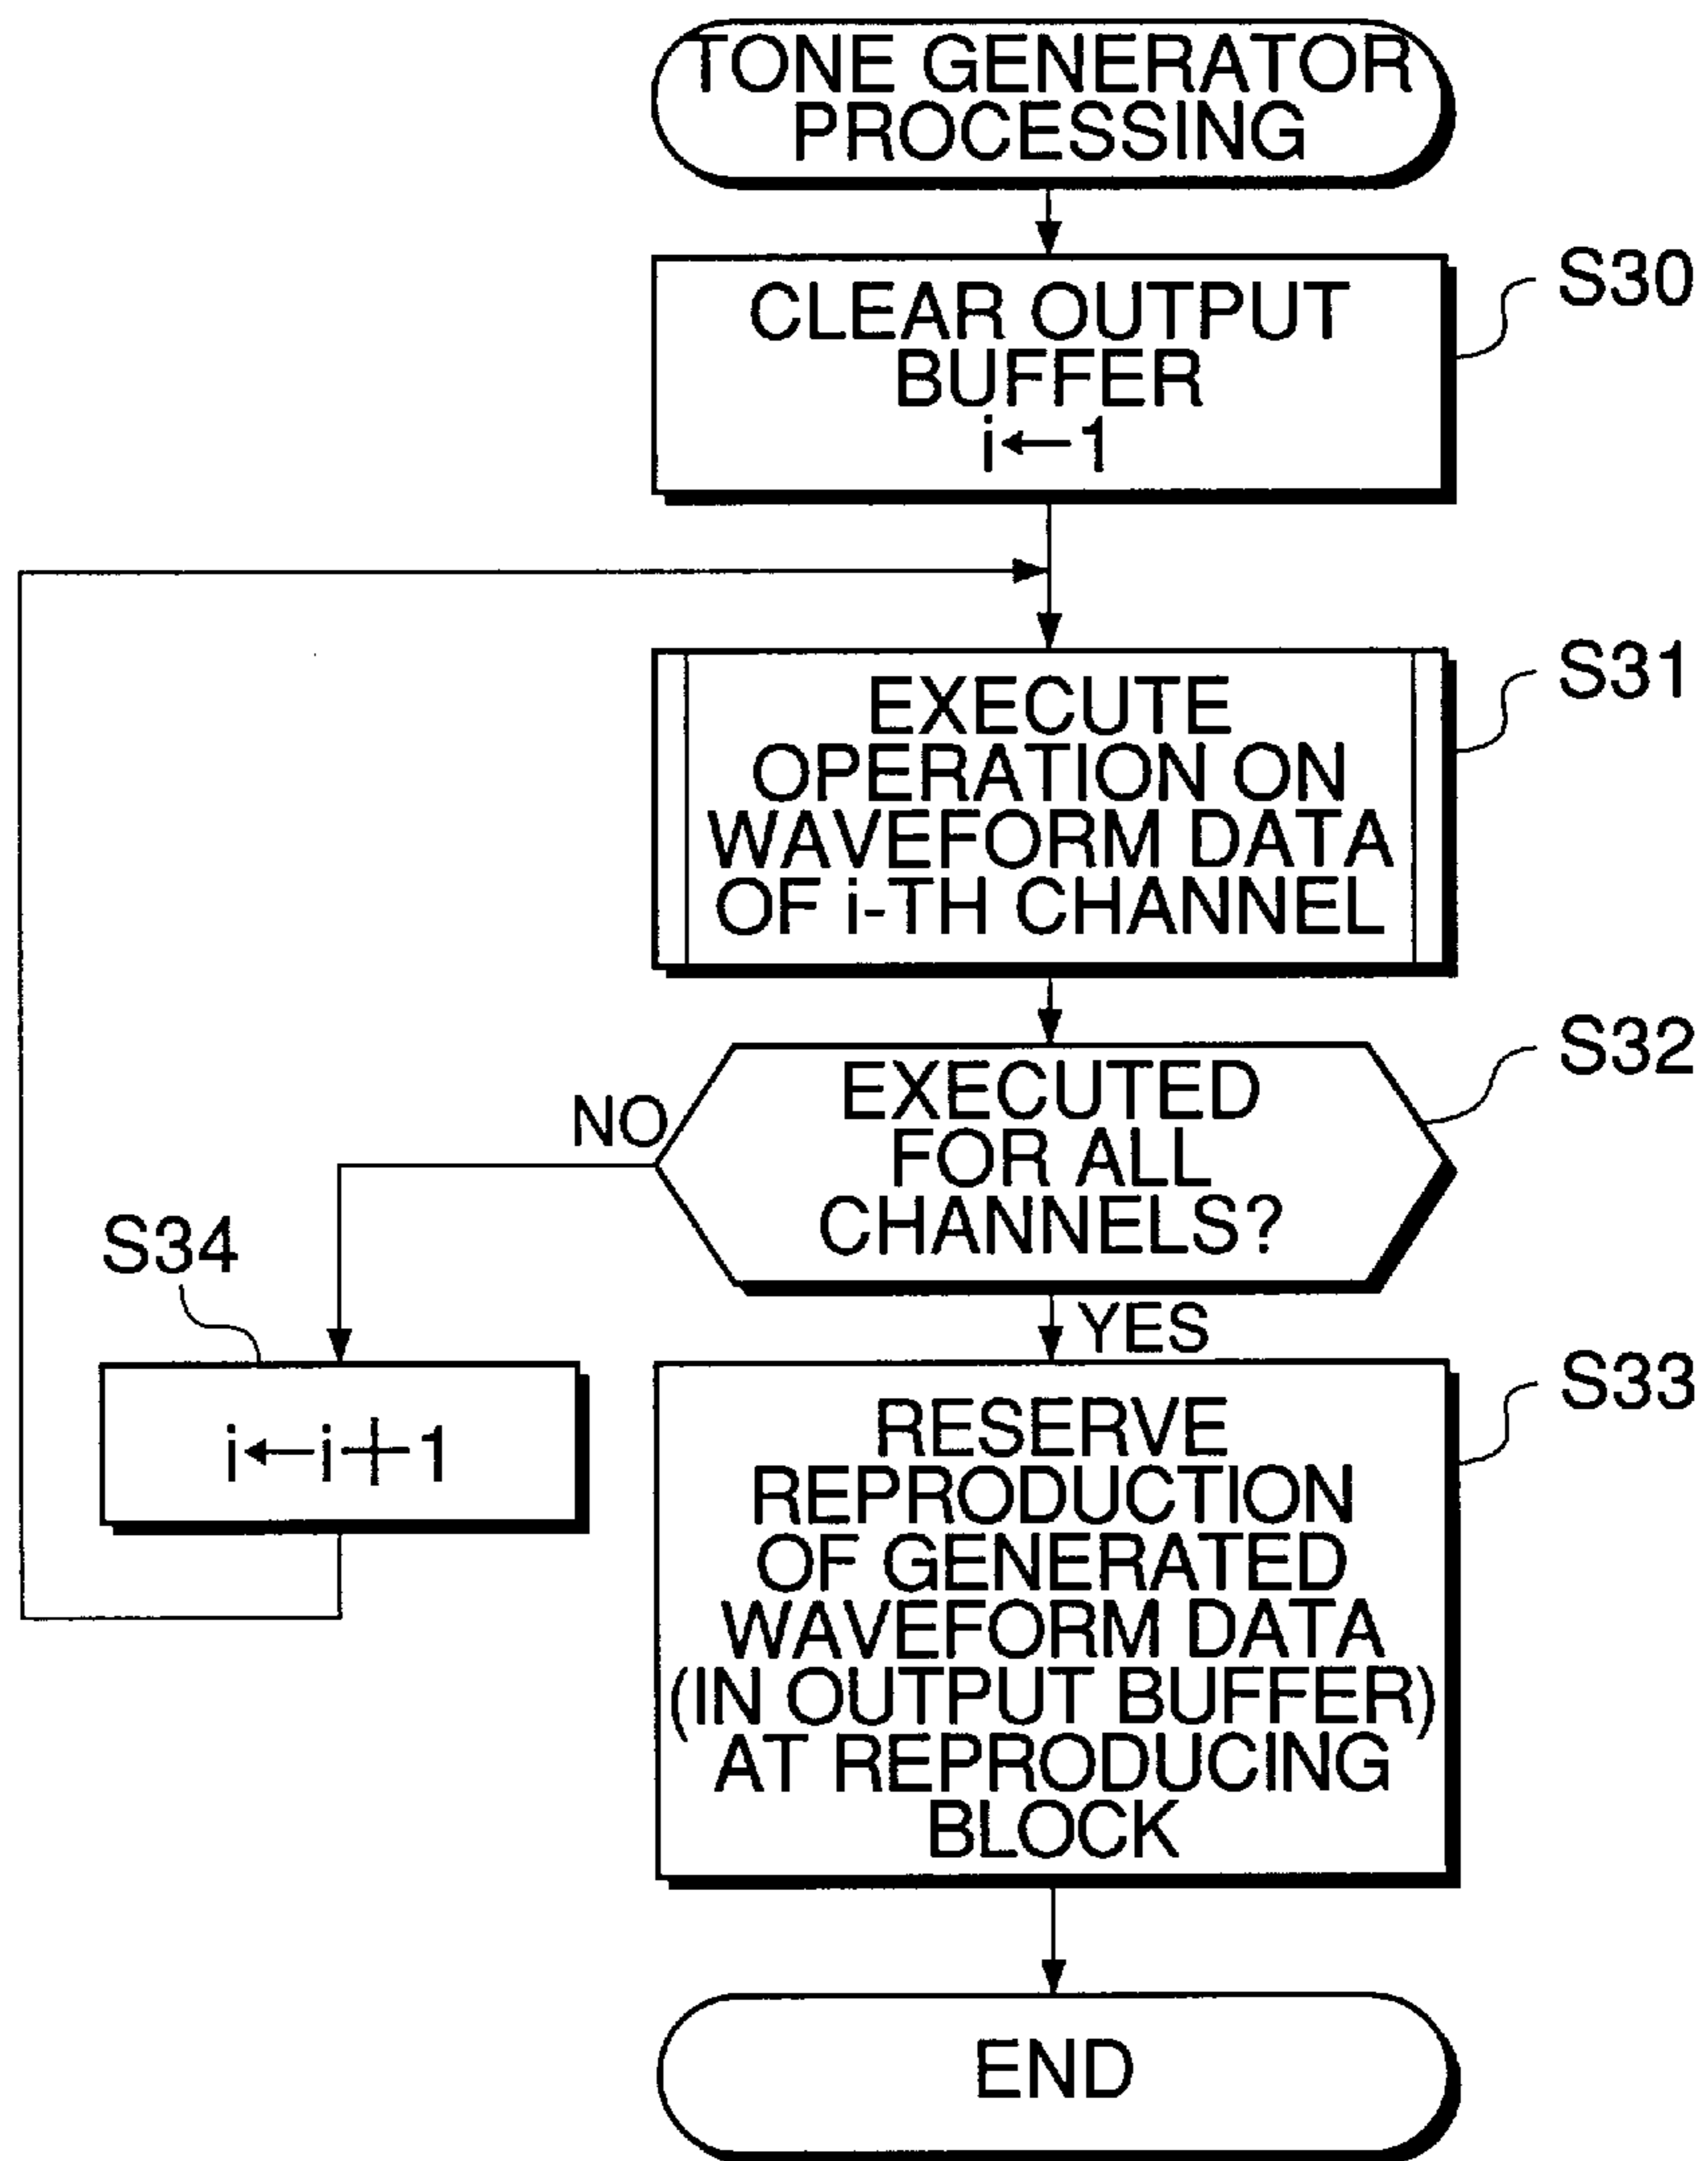 TONE GENERATOR
PROCESSING
S30
CLEAR OUTPUT
BUFFER
i←1
S31
EXECUTE
OPERATION ON
WAVEFORM DATA
OF i-TH CHANNEL
S32
EXECUTED
FOR ALL
CHANNELS?
NO
YES
S34
i←i+1
S33
RESERVE
REPRODUCTION
OF GENERATED
WAVEFORM DATA
(IN OUTPUT BUFFER)
AT REPRODUCING
BLOCK
END